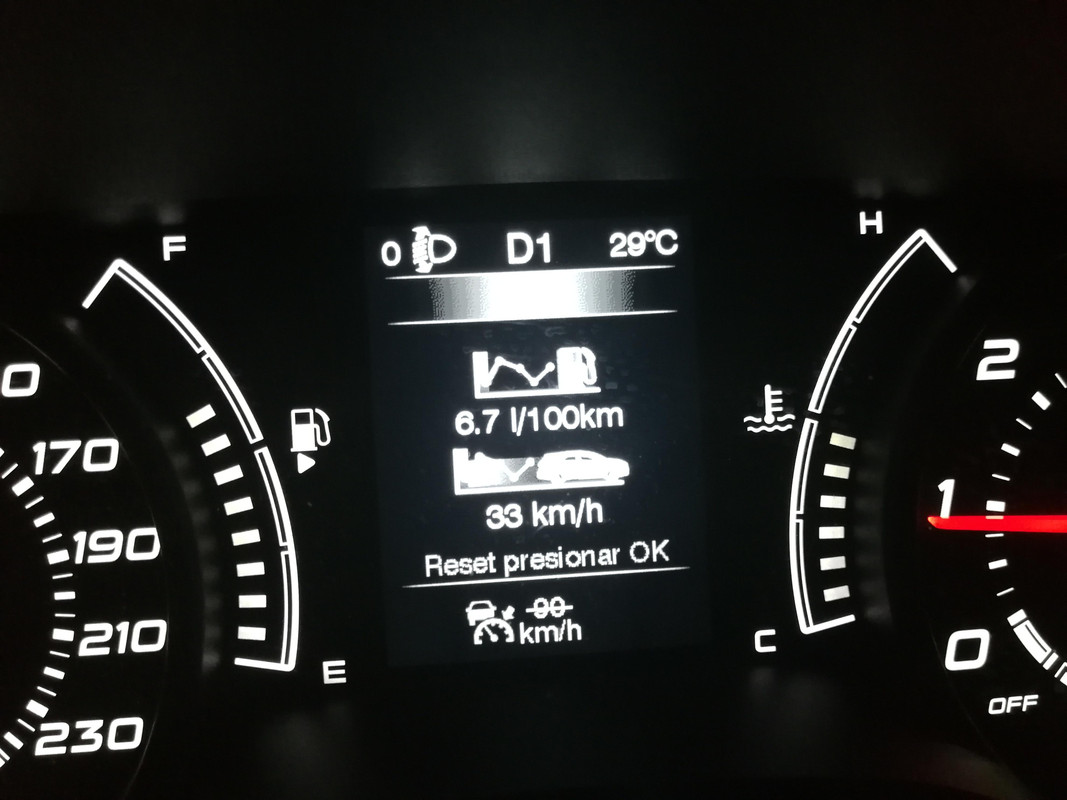 F
0 D1 29°C
H
6.7 l/100km
33 km/h
Reset presionar OK
90
km/h
E
C
0
170
190
210
230
2
1
0
OFF